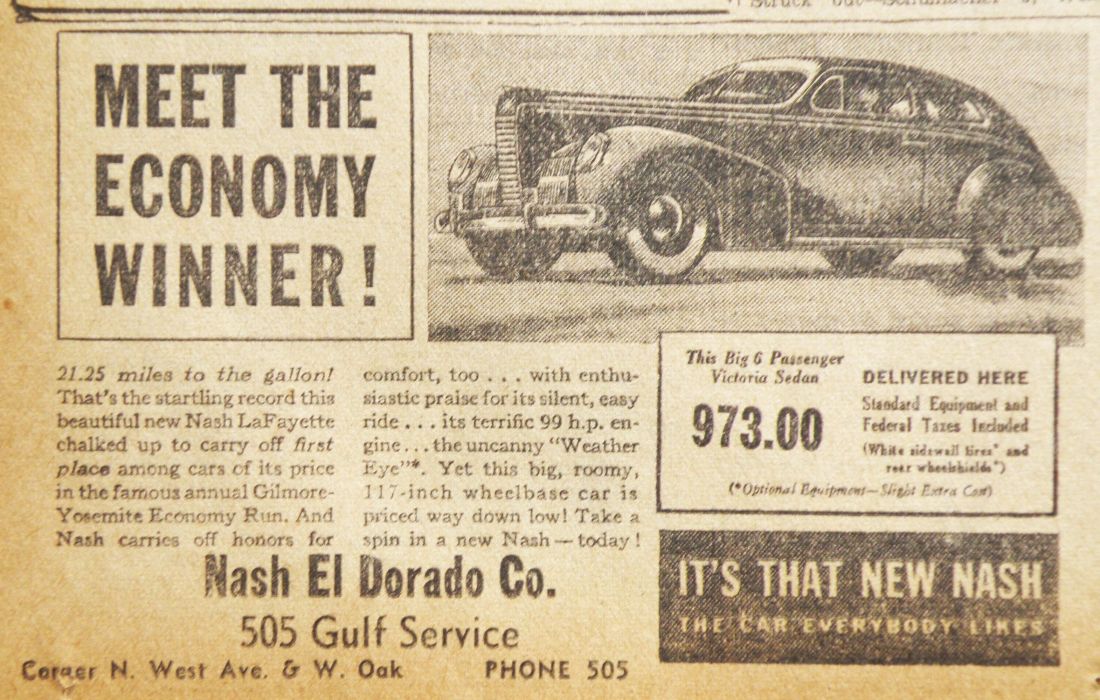 MEET THE
ECONOMY
WINNER!
21.25 miles to the gallon!
That's the startling record this
beautiful new Nash LaFayette
chalked up to carry off first
place among cars of its price
in the famous annual Gilmore-
Yosemite Economy Run. And
Nash carries off honors for
comfort, too . . . with enthu-
siastic praise for its silent, easy
ride . . . its terrific 99 h.p. en-
gine . . . the uncanny "Weather
Eye"*. Yet this big, roomy,
117-inch wheelbase car is
priced way down low! Take a
spin in a new Nash — today!
This Big 6 Passenger
Victoria Sedan
973.00
DELIVERED HERE
Standard Equipment and
Federal Taxes Included
(White sidewall tires* and
rear wheelshields*)
(*Optional Equipment—Slight Extra Cost)
Nash El Dorado Co.
505 Gulf Service
Corner N. West Ave. & W. Oak PHONE 505
IT'S THAT NEW NASH
THE CAR EVERYBODY LIKES